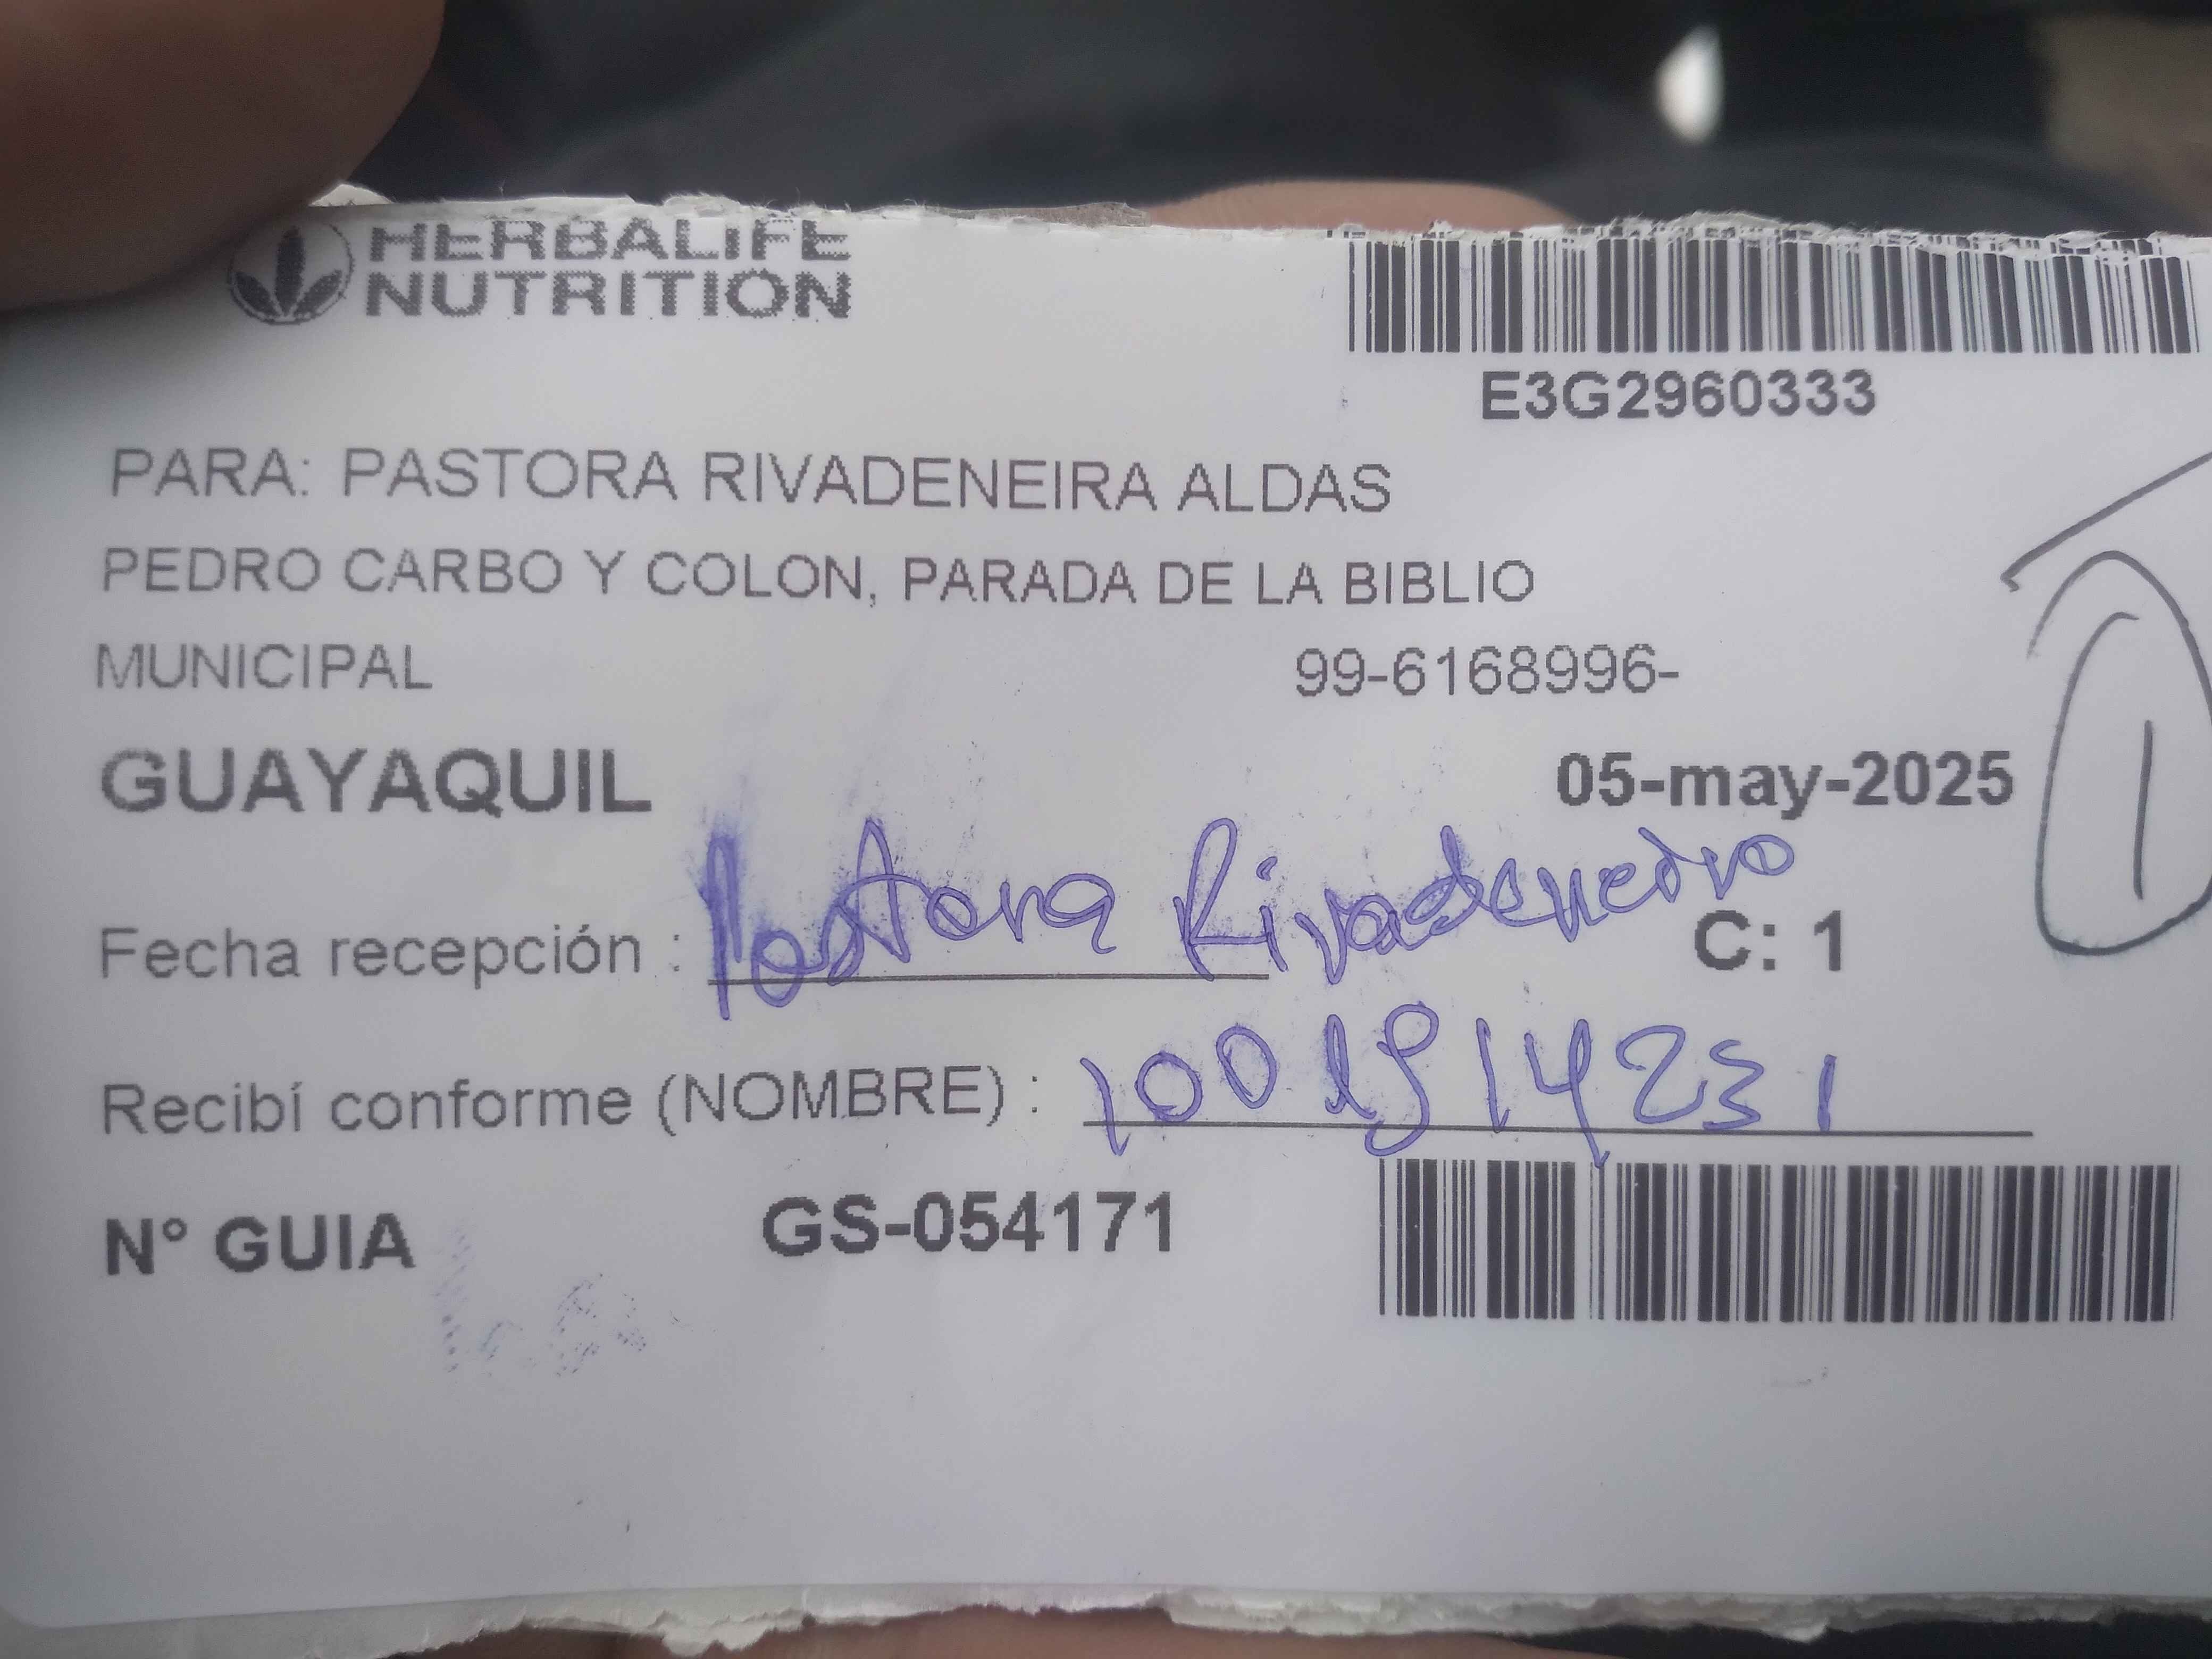 HERBALIFE
NUTRITION
E3G2960333
PARA: PASTORA RIVADENEIRA ALDAS
PEDRO CARBO Y COLON, PARADA DE LA BIBLIO
MUNICIPAL 99-6168996-
GUAYAQUIL 05-may-2025
Fecha recepción : Pastora Rivadeneira
C: 1
1
Recibí conforme (NOMBRE) :
N° GUIA GS-054171